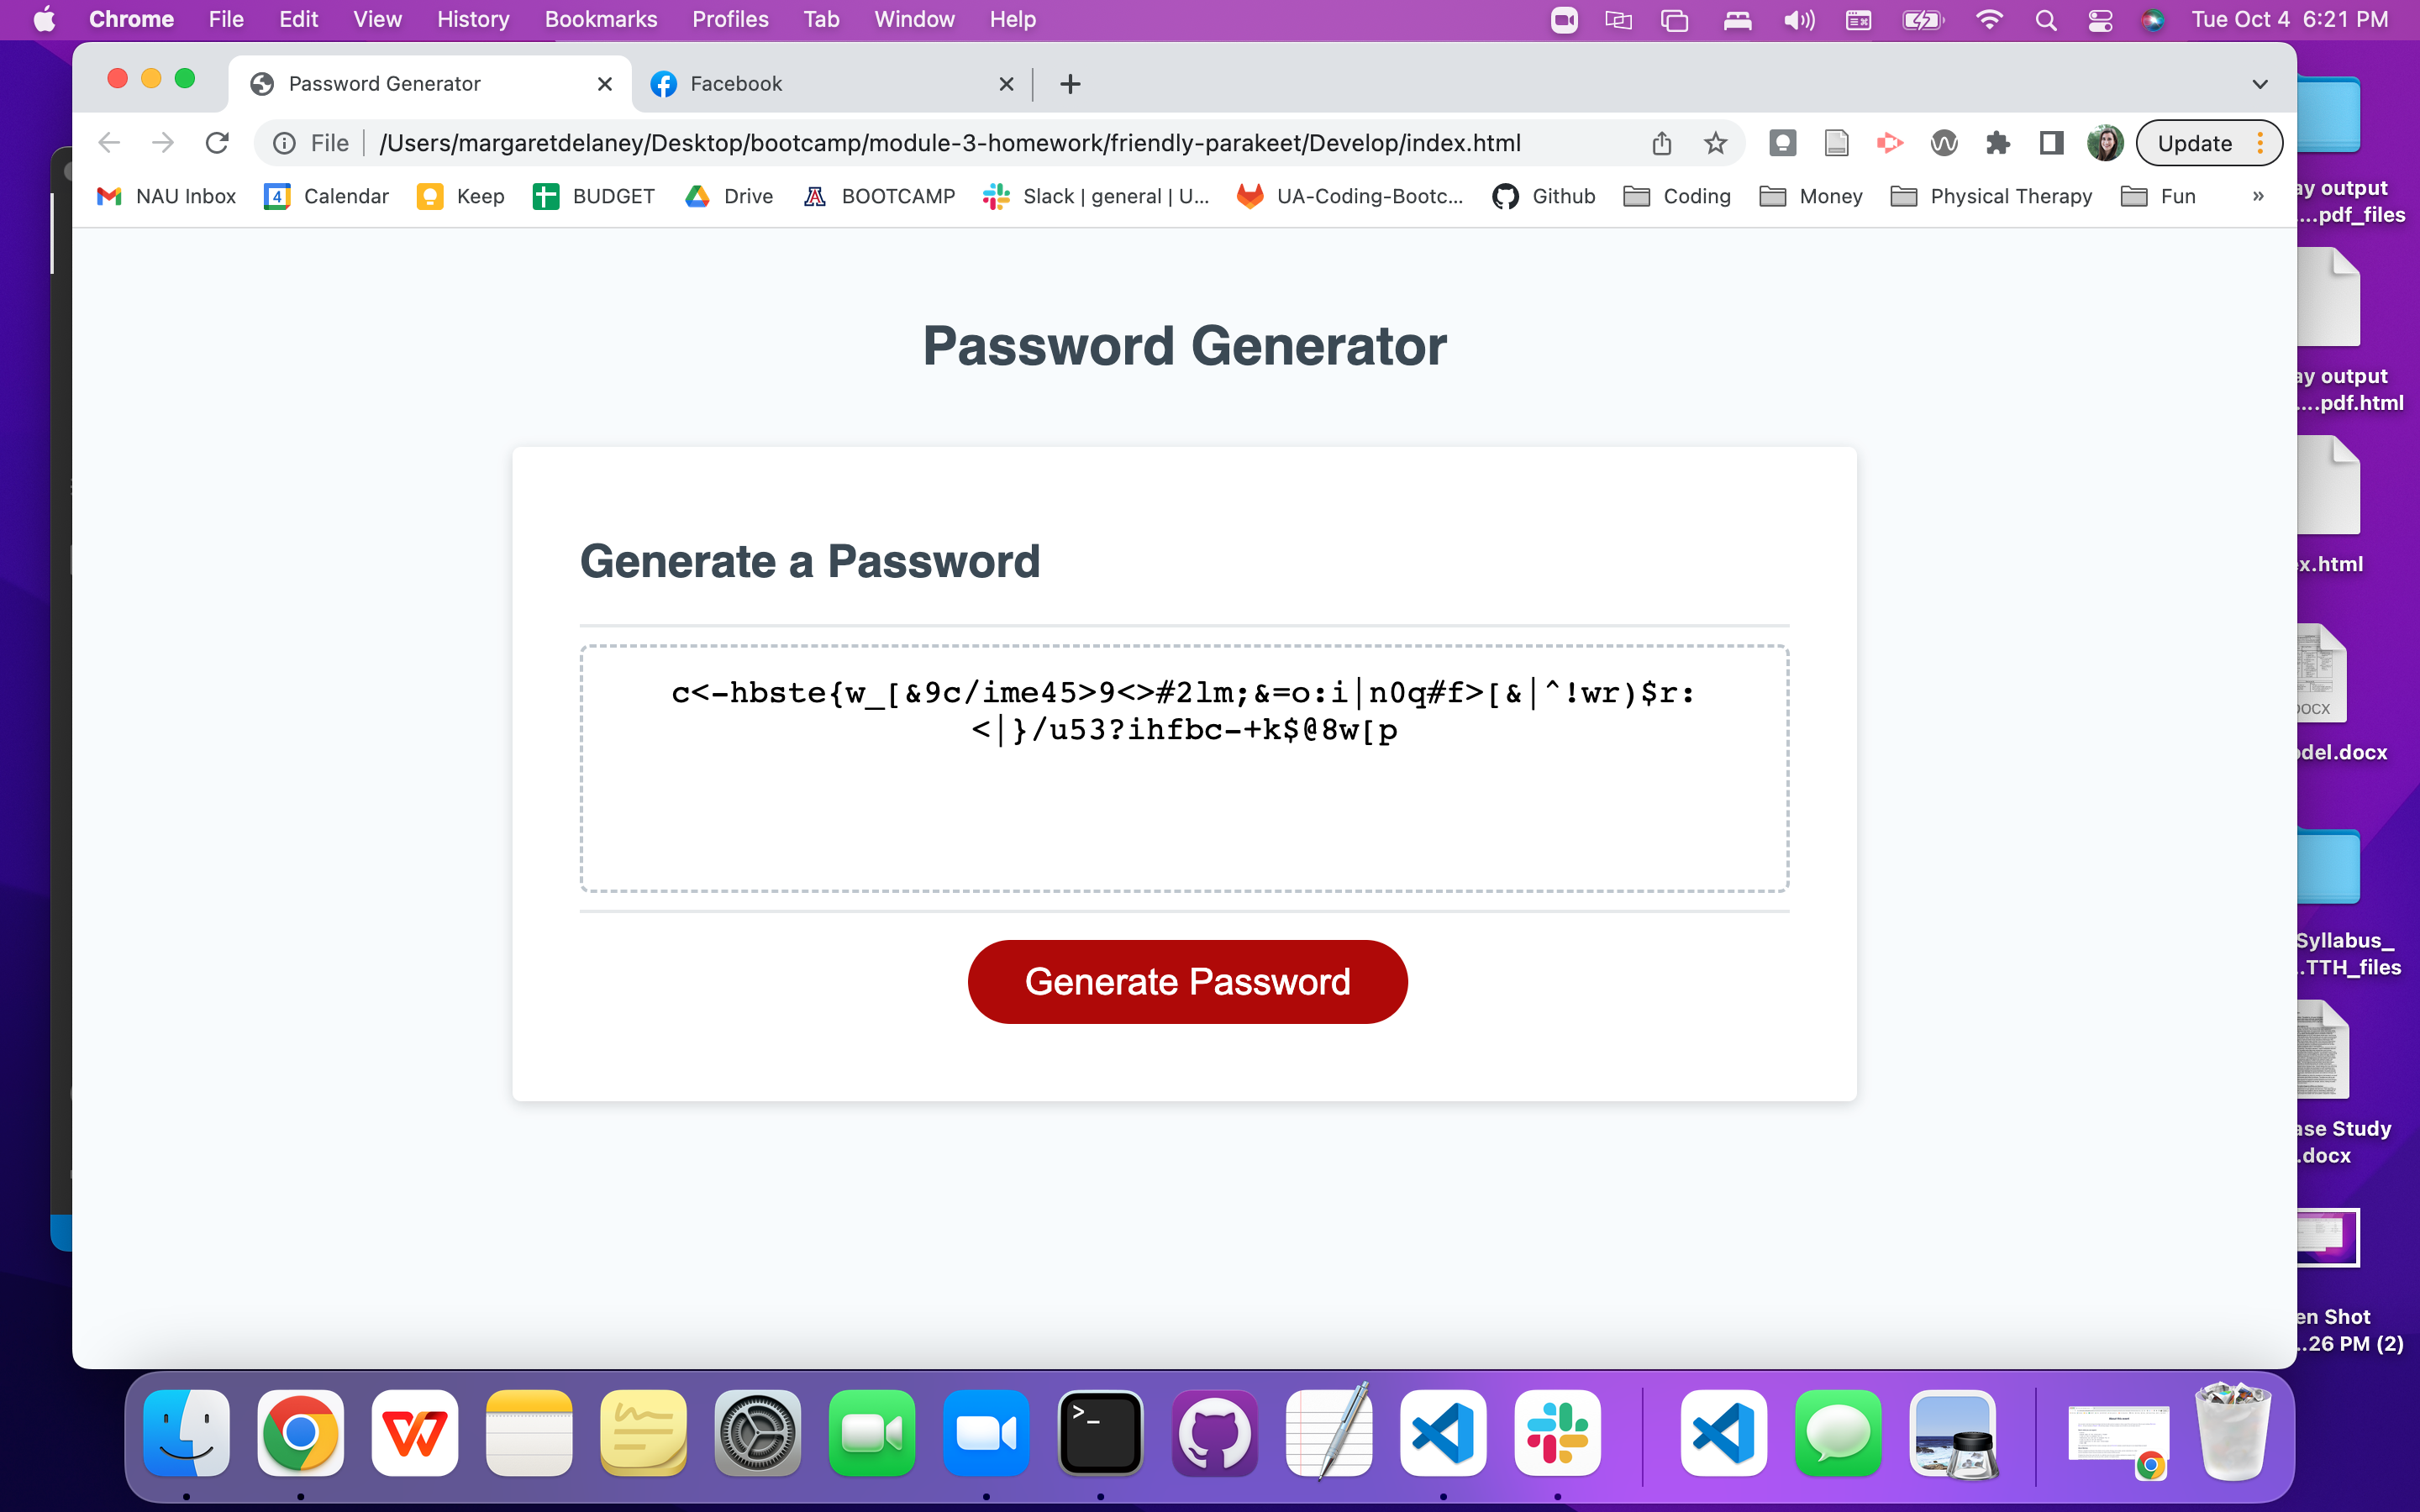 Chrome File Edit View History Bookmarks Profiles Tab Window Help Tue Oct 4 6:21 PM
Password Generator Facebook
File /Users/margaretdelaney/Desktop/bootcamp/module-3-homework/friendly-parakeet/Develop/index.html Update
NAU Inbox 4 Calendar Keep BUDGET Drive BOOTCAMP Slack | general | U... UA-Coding-Bootc... Github Coding Money Physical Therapy Fun »
Password Generator
Generate a Password
c<-hbste{w_[&9c/ime45>9<>#2lm;&=o:i|n0q#f>[&|^!wr)$r:
<|}/u53?ihfbc-+k$@8w[p
Generate Password
ay output
....pdf_files
ay output
....pdf.html
x.html
DOCX
odel.docx
Syllabus_
..TTH_files
ase Study
.docx
en Shot
..26 PM (2)